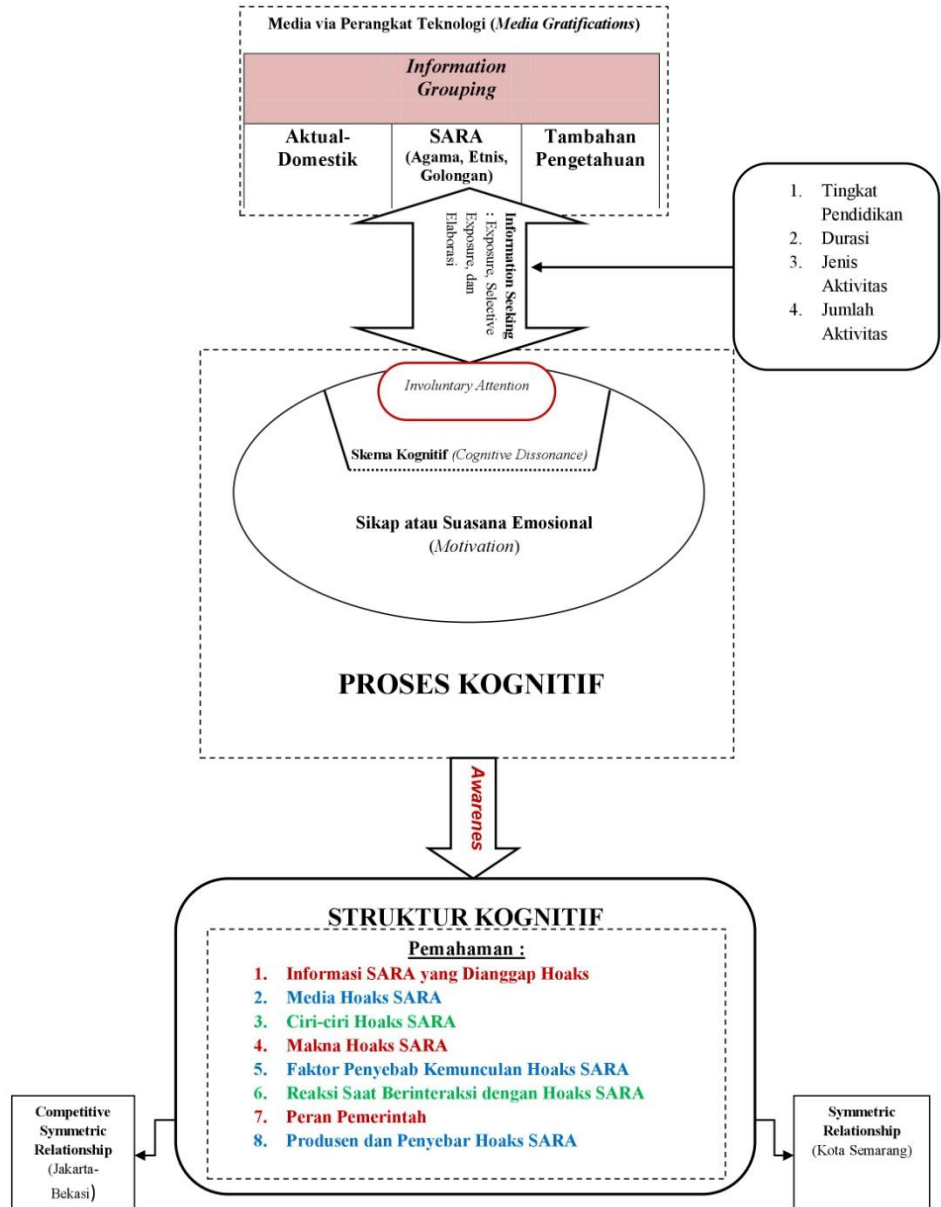 Media via Perangkat Teknologi (Media Gratifications)
Information
Grouping
Aktual-
Domestik
SARA
(Agama, Etnis,
Golongan)
Tambahan
Pengetahuan
Information Seeking
: Exposure, Selective
Exposure, dan
Elaborasi
1. Tingkat
Pendidikan
2. Durasi
3. Jenis
Aktivitas
4. Jumlah
Aktivitas
Involuntary Attention
Skema Kognitif (Cognitive Dissonance)
Sikap atau Suasana Emosional
(Motivation)
PROSES KOGNITIF
Awarenes
STRUKTUR KOGNITIF
Pemahaman :
1. Informasi SARA yang Dianggap Hoaks
2. Media Hoaks SARA
3. Ciri-ciri Hoaks SARA
4. Makna Hoaks SARA
5. Faktor Penyebab Kemunculan Hoaks SARA
6. Reaksi Saat Berinteraksi dengan Hoaks SARA
7. Peran Pemerintah
8. Produsen dan Penyebar Hoaks SARA
Competitive
Symmetric
Relationship
(Jakarta-
Bekasi)
Symmetric
Relationship
(Kota Semarang)